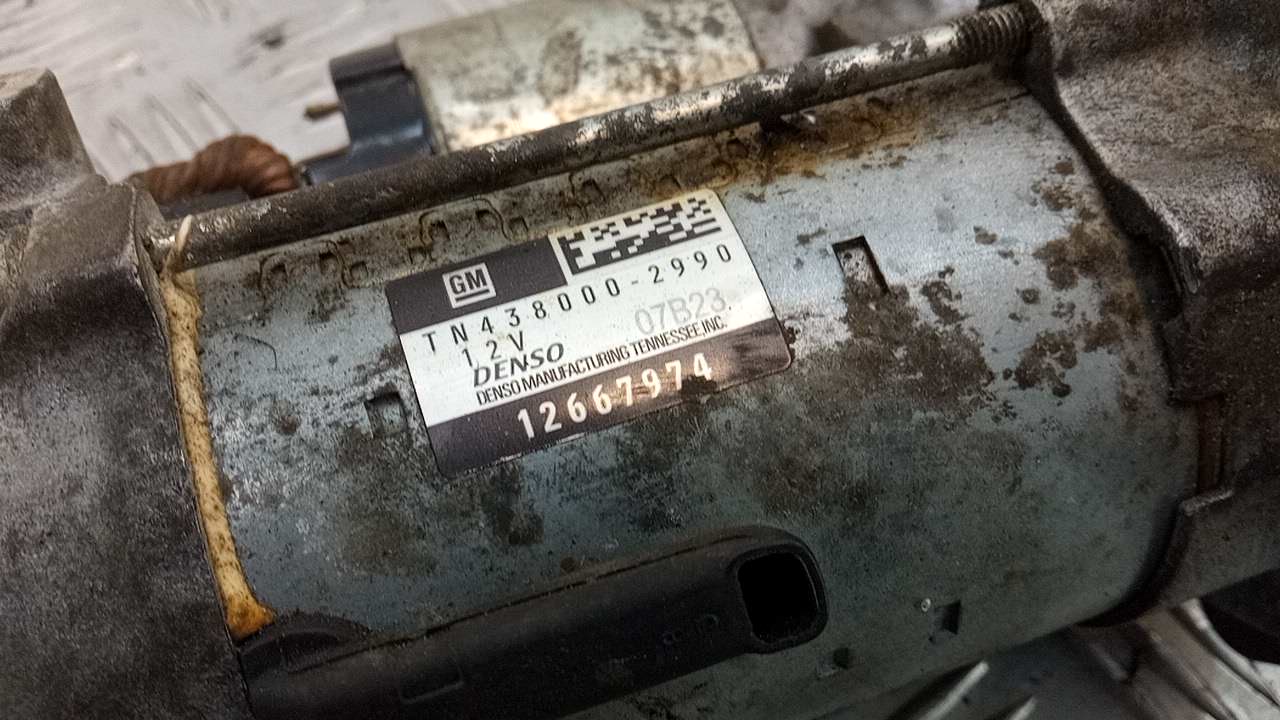 GM
TN438000-2990
12V
07B23.
DENSO
DENSO MANUFACTURING TENNESSEE.INC.
12667974